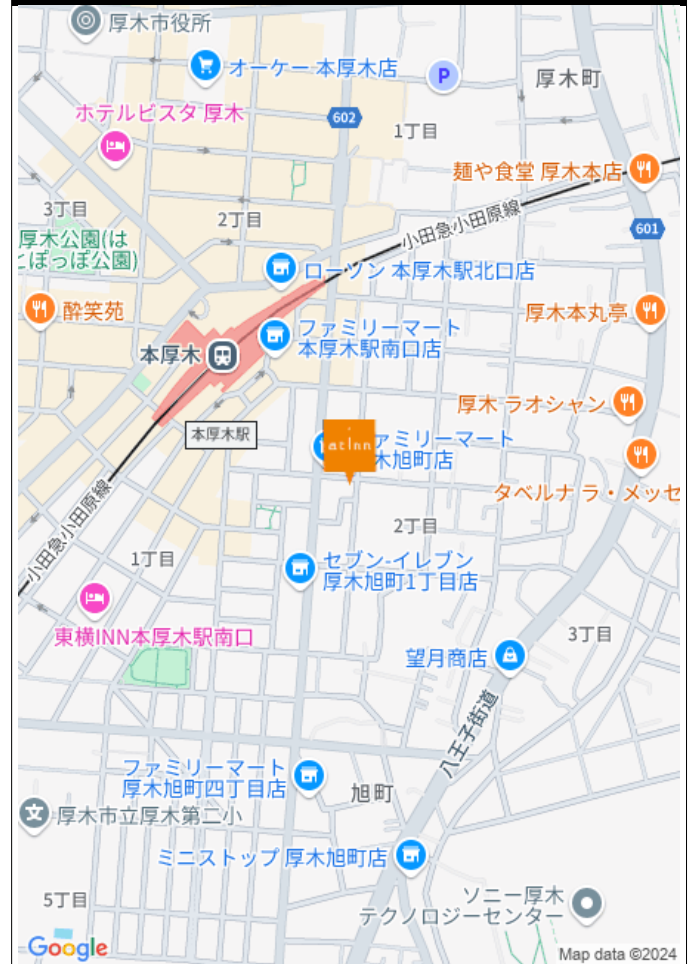 厚木市役所
オーケー 本厚木店
P
厚木町
ホテルビスタ 厚木
602
1丁目
麺や食堂 厚木本店
3丁目
2丁目
小田急小田原線
601
厚木公園(は
とぽっぽ公園)
ローソン 本厚木駅北口店
酔笑苑
ファミリーマート
本厚木駅南口店
厚木本丸亭
本厚木
厚木 ラオシャン
本厚木駅
at inn
ァミリーマート
木旭町店
タベルナ ラ・メッセ
小田急小田原線
2丁目
1丁目
セブン-イレブン
厚木旭町1丁目店
東横INN本厚木駅南口
3丁目
望月商店
八王子街道
ファミリーマート
厚木旭町四丁目店
旭町
文
厚木市立厚木第二小
ミニストップ 厚木旭町店
5丁目
ソニー厚木
テクノロジーセンター
Google
Map data ©2024